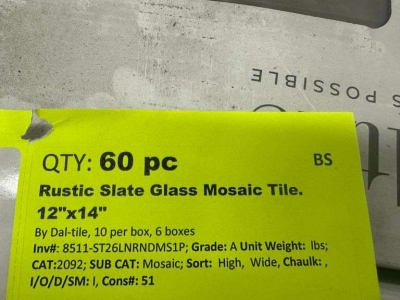 POSSIBLE
QTY: 60 pc
BS
Rustic Slate Glass Mosaic Tile.
12"x14"
By Dal-tile, 10 per box, 6 boxes
Inv#: 8511-ST26LNRNDMS1P; Grade: A Unit Weight: lbs;
CAT:2092; SUB CAT: Mosaic; Sort: High, Wide, Chaulk: ,
I/O/D/SM: I, Cons#: 51